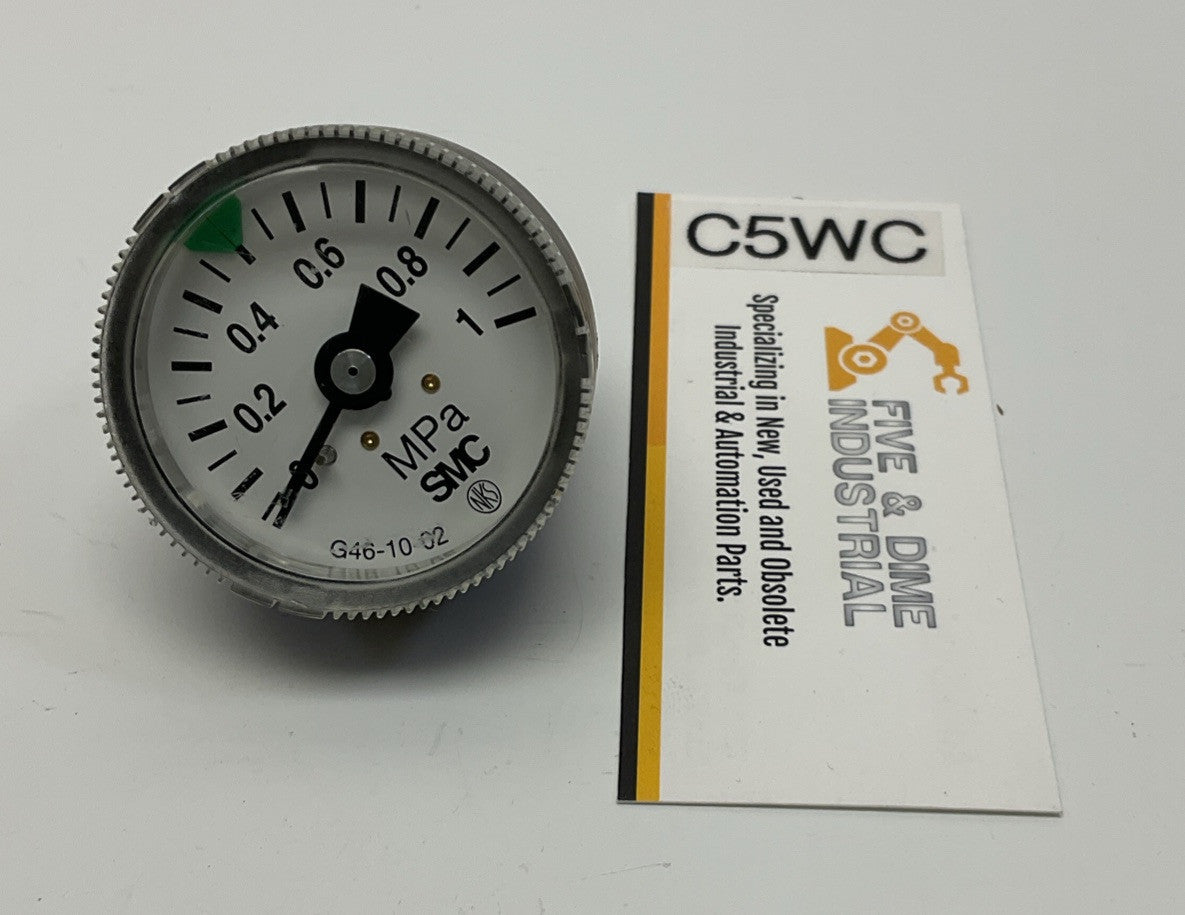 0
0.2
0.4
0.6
0.8
1
MPa
SMC
NKS
G46-10-02
C5WC
FIVE & DIME
INDUSTRIAL
Specializing in New, Used and Obsolete
Industrial & Automation Parts.